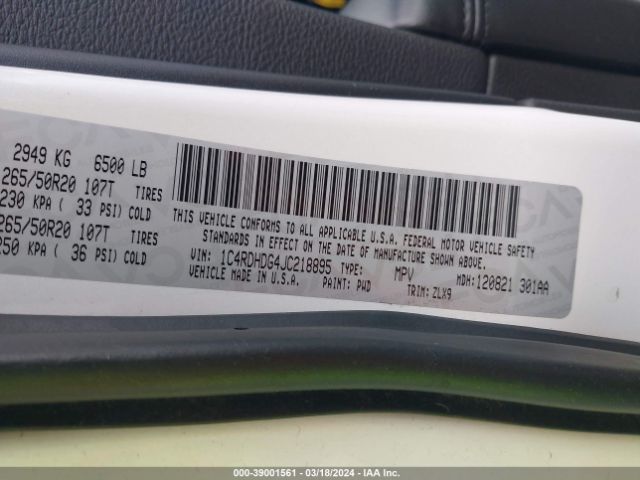 2949 KG 6500 LB
265/50R20 107T TIRES
230 KPA ( 33 PSI) COLD
265/50R20 107T TIRES
250 KPA ( 36 PSI) COLD
THIS VEHICLE CONFORMS TO ALL APPLICABLE U.S.A. FEDERAL MOTOR VEHICLE SAFETY
STANDARDS IN EFFECT ON THE DATE OF MANUFACTURE SHOWN ABOVE.
VIN: 1C4RDHDG4JC218895 TYPE: MPV MDH:120821 301AA
VEHICLE MADE IN U.S.A. PAINT: PWD TRIM: ZLX9
000-39001561 - 03/18/2024 - IAA Inc.